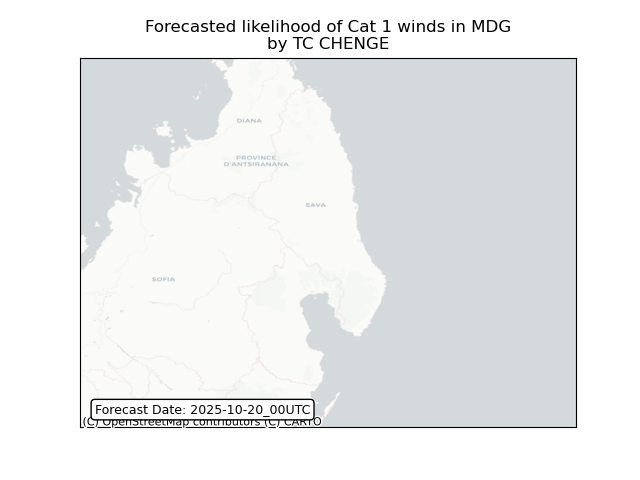 Forecasted likelihood of Cat 1 winds in MDG
by TC CHENGE
DIANA
PROVINCE
D'ANTSIRANANA
SAVA
SOFIA
Forecast Date: 2025-10-20_00UTC
(C) OpenStreetMap contributors (C) CARTO